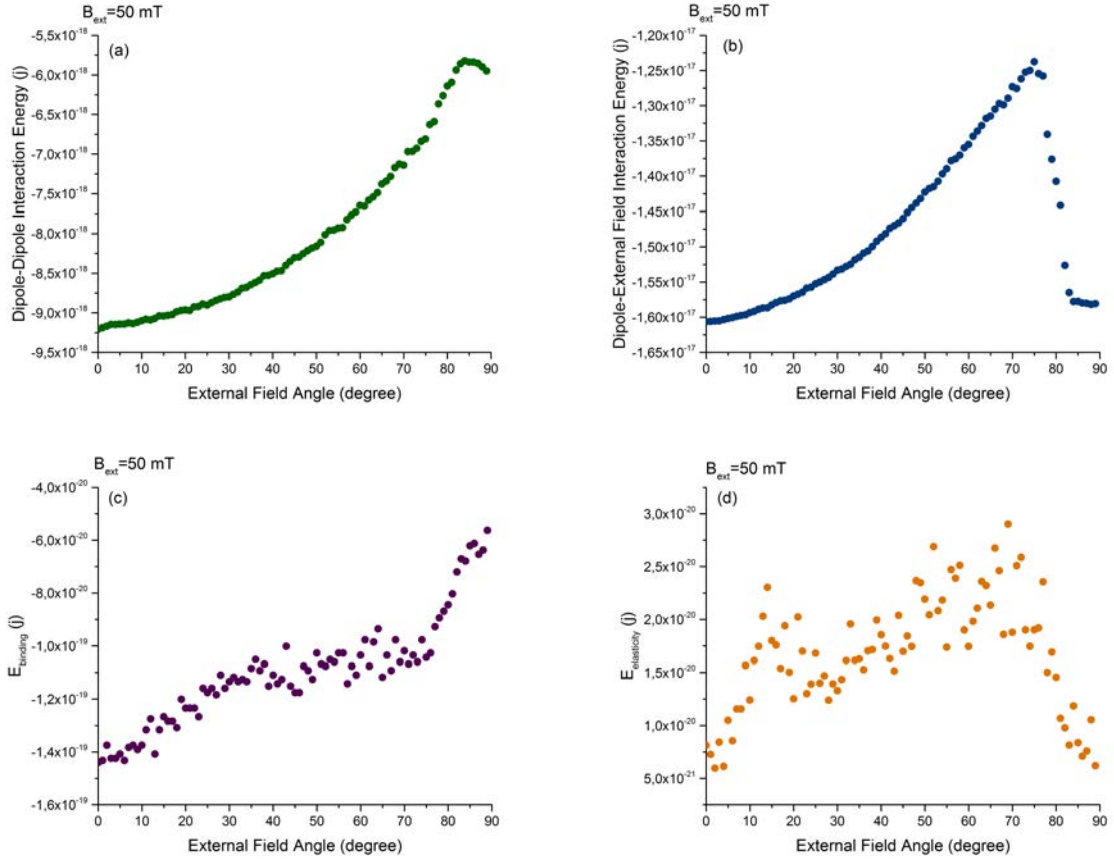 B_ext=50 mT
(a)
Dipole-Dipole Interaction Energy (j)
-5,5x10^-18
-6,0x10^-18
-6,5x10^-18
-7,0x10^-18
-7,5x10^-18
-8,0x10^-18
-8,5x10^-18
-9,0x10^-18
-9,5x10^-18
0 10 20 30 40 50 60 70 80 90
External Field Angle (degree)
B_ext=50 mT
(b)
Dipole-External Field Interaction Energy (j)
-1,20x10^-17
-1,25x10^-17
-1,30x10^-17
-1,35x10^-17
-1,40x10^-17
-1,45x10^-17
-1,50x10^-17
-1,55x10^-17
-1,60x10^-17
-1,65x10^-17
0 10 20 30 40 50 60 70 80 90
External Field Angle (degree)
B_ext=50 mT
(c)
E_binding (j)
-4,0x10^-20
-6,0x10^-20
-8,0x10^-20
-1,0x10^-19
-1,2x10^-19
-1,4x10^-19
-1,6x10^-19
0 10 20 30 40 50 60 70 80 90
External Field Angle (degree)
B_ext=50 mT
(d)
E_elasticity (j)
3,0x10^-20
2,5x10^-20
2,0x10^-20
1,5x10^-20
1,0x10^-20
5,0x10^-21
0 10 20 30 40 50 60 70 80 90
External Field Angle (degree)